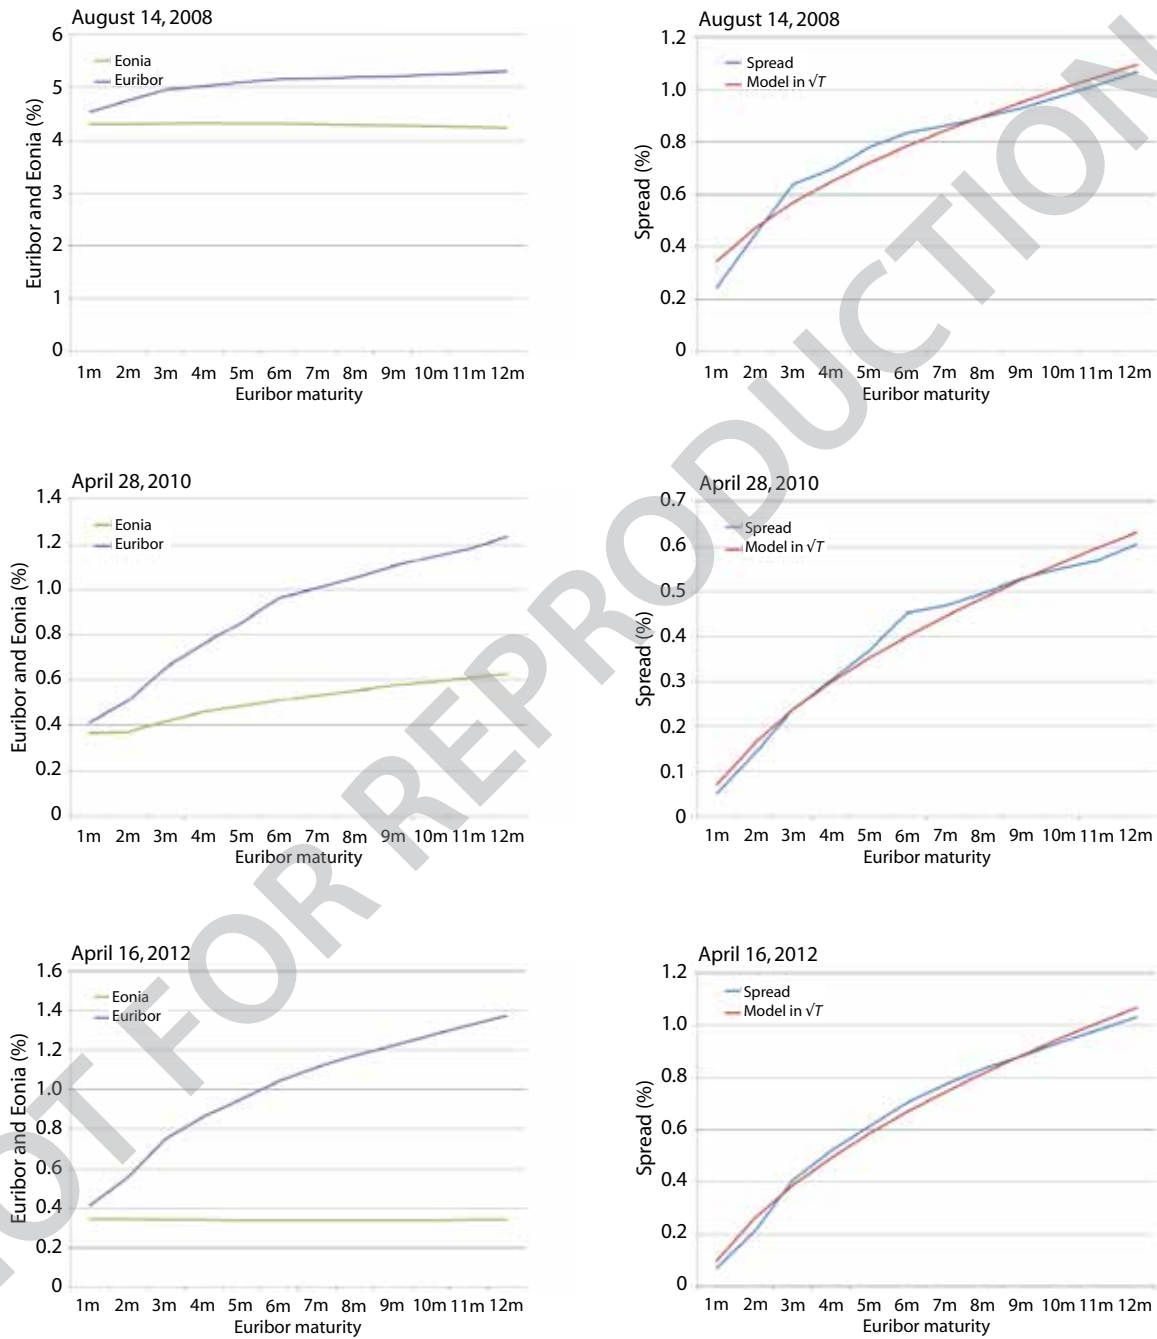 August 14, 2008
6
5
4
3
2
1
0
Eonia
Euribor
Euribor and Eonia (%)
1m 2m 3m 4m 5m 6m 7m 8m 9m 10m 11m 12m
Euribor maturity
August 14, 2008
1.2
1.0
0.8
0.6
0.4
0.2
0
Spread
Model in √T
Spread (%)
1m 2m 3m 4m 5m 6m 7m 8m 9m 10m 11m 12m
Euribor maturity
April 28, 2010
1.4
1.2
1.0
0.8
0.6
0.4
0.2
0
Eonia
Euribor
Euribor and Eonia (%)
1m 2m 3m 4m 5m 6m 7m 8m 9m 10m 11m 12m
Euribor maturity
April 28, 2010
0.7
0.6
0.5
0.4
0.3
0.2
0.1
0
Spread
Model in √T
Spread (%)
1m 2m 3m 4m 5m 6m 7m 8m 9m 10m 11m 12m
Euribor maturity
April 16, 2012
1.6
1.4
1.2
1.0
0.8
0.6
0.4
0.2
0
Eonia
Euribor
Euribor and Eonia (%)
1m 2m 3m 4m 5m 6m 7m 8m 9m 10m 11m 12m
Euribor maturity
April 16, 2012
1.2
1.0
0.8
0.6
0.4
0.2
0
Spread
Model in √T
Spread (%)
1m 2m 3m 4m 5m 6m 7m 8m 9m 10m 11m 12m
Euribor maturity
OT FOR REPRODUCTION